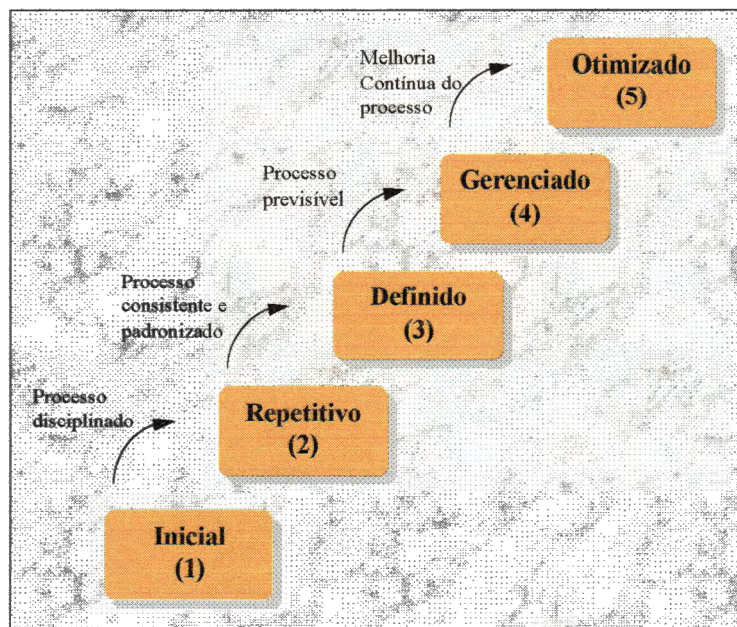 Melhoria
Contínua do
processo
Otimizado
(5)
Processo
previsível
Gerenciado
(4)
Processo
consistente e
padronizado
Definido
(3)
Processo
disciplinado
Repetitivo
(2)
Inicial
(1)